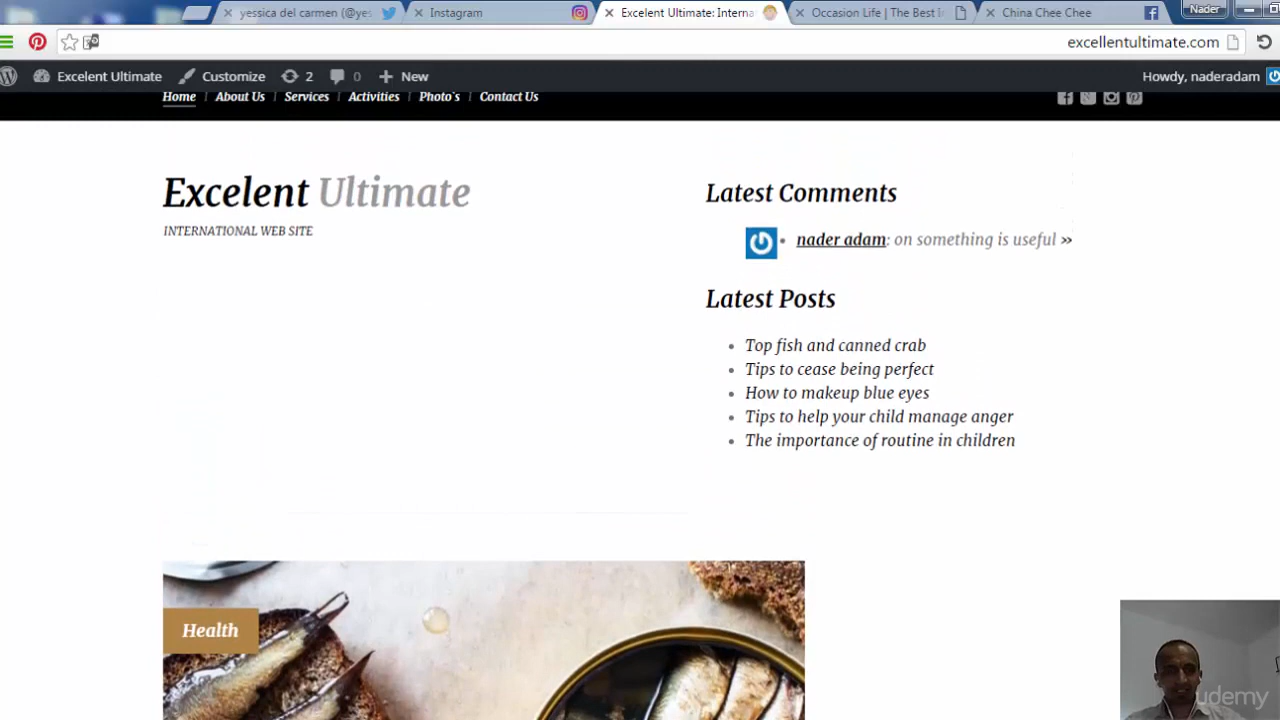 yessica del carmen (@yes
Instagram
Excelent Ultimate: Interna
Occasion Life | The Best I
China Chee Chee
Nader
excellentultimate.com
Excelent Ultimate
Customize
2
0
New
Howdy, naderadam
Home
About Us
Services
Activities
Photo`s
Contact Us
Excelent Ultimate
INTERNATIONAL WEB SITE
Latest Comments
nader adam: on something is useful »
Latest Posts
Top fish and canned crab
Tips to cease being perfect
How to makeup blue eyes
Tips to help your child manage anger
The importance of routine in children
Health
udemy